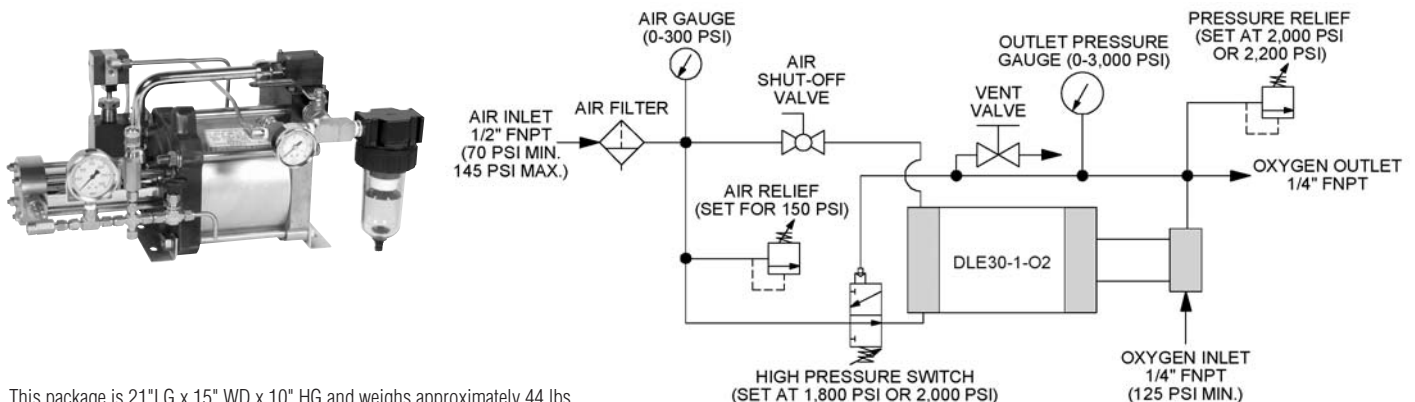 AIR GAUGE
(0-300 PSI)
PRESSURE RELIEF
(SET AT 2,000 PSI
OR 2,200 PSI)
OUTLET PRESSURE
GAUGE (0-3,000 PSI)
AIR
SHUT-OFF
VALVE
VENT
VALVE
AIR INLET
1/2" FNPT
(70 PSI MIN.
145 PSI MAX.)
AIR FILTER
OXYGEN OUTLET
1/4" FNPT
AIR RELIEF
(SET FOR 150 PSI)
DLE30-1-O2
HIGH PRESSURE SWITCH
(SET AT 1,800 PSI OR 2,000 PSI)
OXYGEN INLET
1/4" FNPT
(125 PSI MIN.)
This package is 21"LG x 15" WD x 10" HG and weighs approximately 44 lbs.